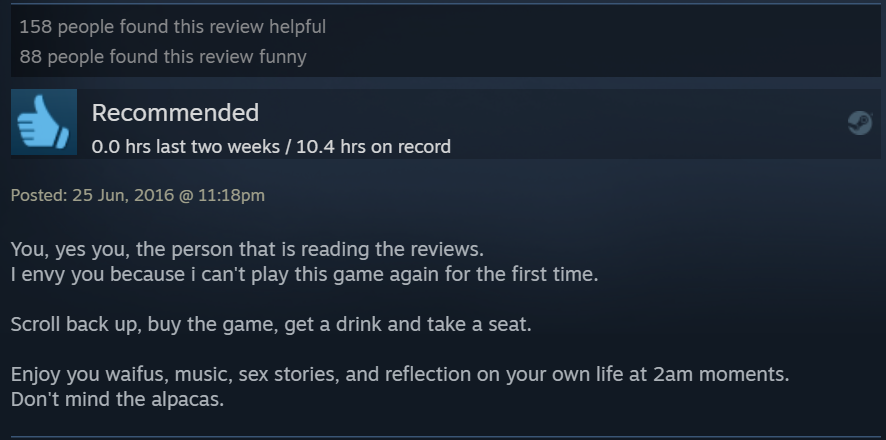 158 people found this review helpful
88 people found this review funny
Recommended
0.0 hrs last two weeks / 10.4 hrs on record
Posted: 25 Jun, 2016 @ 11:18pm
You, yes you, the person that is reading the reviews.
I envy you because i can't play this game again for the first time.
Scroll back up, buy the game, get a drink and take a seat.
Enjoy you waifus, music, sex stories, and reflection on your own life at 2am moments.
Don't mind the alpacas.